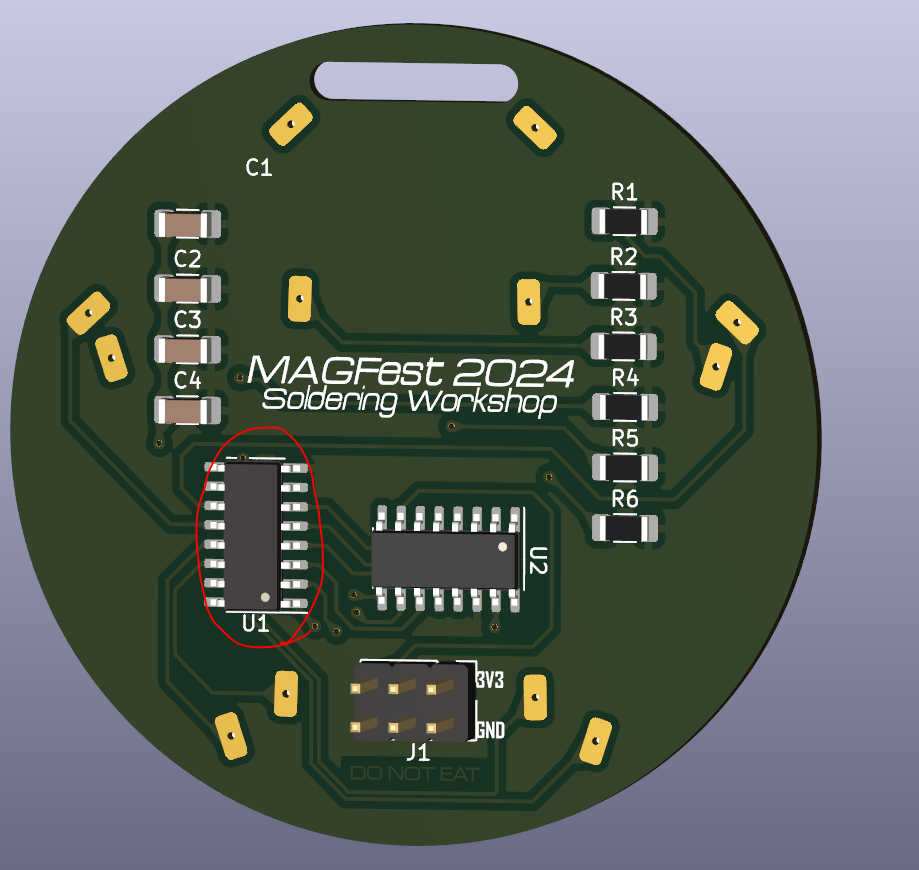 C1
R1
C2
R2
C3
R3
MAGFest 2024
Soldering Workshop
C4
R4
R5
R6
U2
U1
3V3
GND
J1
DO NOT EAT